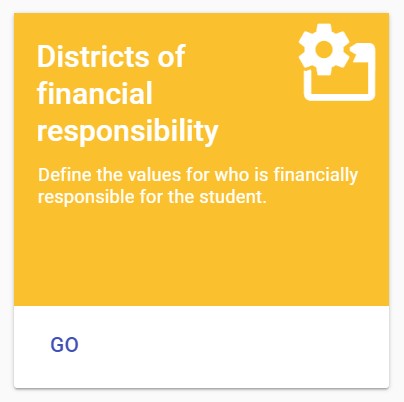 Districts of
financial
responsibility
Define the values for who is financially
responsible for the student.
GO